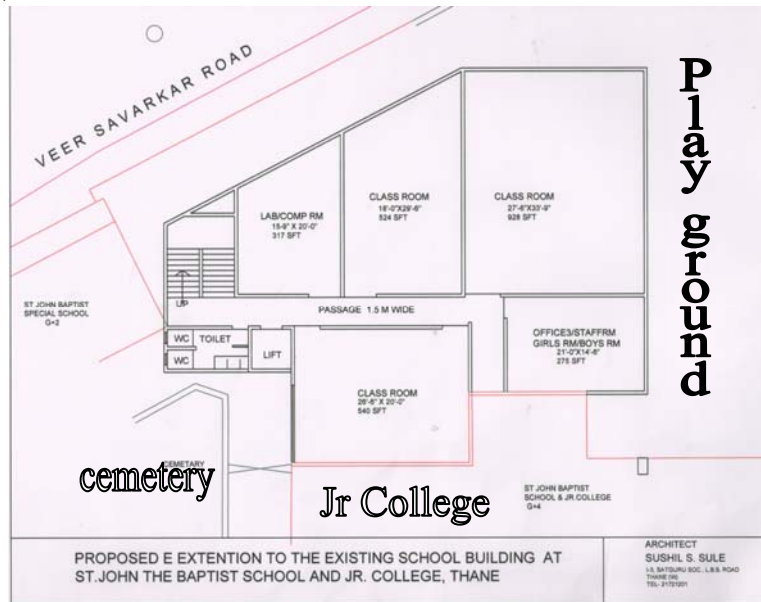 VEER SAVARKAR ROAD
Play ground
CLASS ROOM
27'-6"X33'-9"
928 SFT
CLASS ROOM
18'-0"X29'-6"
524 SFT
LAB/COMP RM
15-9" X 20'-0"
317 SFT
UP
PASSAGE 1.5 M WIDE
ST JOHN BAPTIST
SPECIAL SCHOOL
G+2
WC
TOILET
WC
LIFT
OFFICE3/STAFFRM
GIRLS RM/BOYS RM
21'-0"X14'-6"
275 SFT
CLASS ROOM
26'-6" X 20'-0"
540 SFT
CEMETARY
cemetery
Jr College
ST JOHN BAPTIST
SCHOOL & JR.COLLEGE
G+4
PROPOSED E EXTENTION TO THE EXISTING SCHOOL BUILDING AT
ST.JOHN THE BAPTIST SCHOOL AND JR. COLLEGE, THANE
ARCHITECT
SUSHIL S. SULE
SATGURU SOC., L.B.S. ROAD
THANE
TEL-